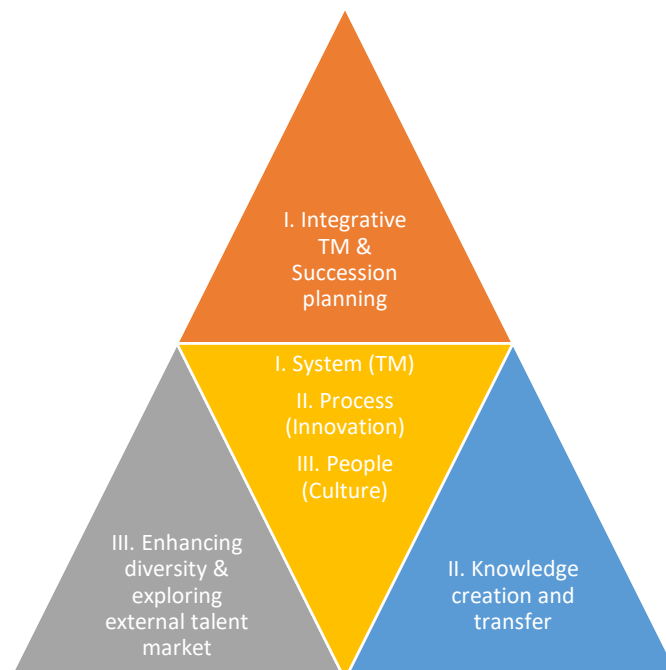 I. Integrative
TM &
Succession
planning
I. System (TM)
II. Process
(Innovation)
III. People
(Culture)
III. Enhancing
diversity &
exploring
external talent
market
II. Knowledge
creation and
transfer